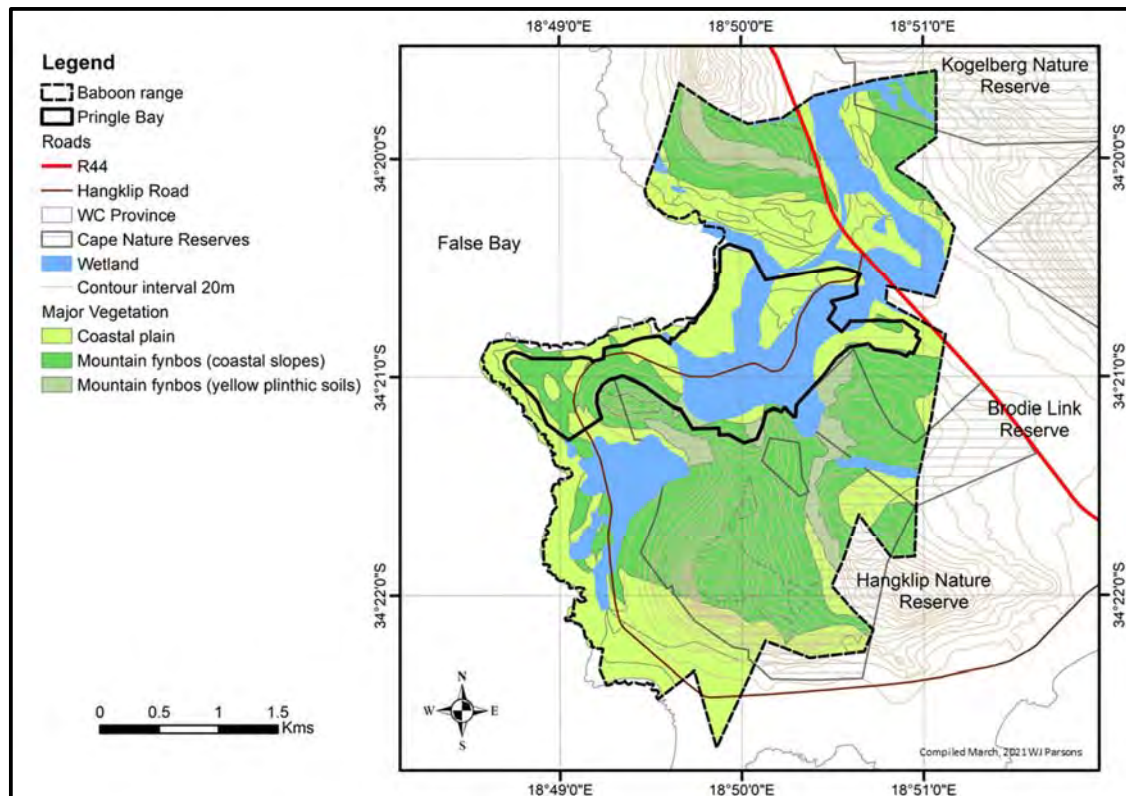 18°49'0"E
18°50'0"E
18°51'0"E
Legend
Baboon range
Pringle Bay
Roads
R44
Hangklip Road
WC Province
Cape Nature Reserves
Wetland
Contour interval 20m
Major Vegetation
Coastal plain
Mountain fynbos (coastal slopes)
Mountain fynbos (yellow plinthic soils)
Kogelberg Nature
Reserve
34°20'0"S
34°20'0"S
False Bay
34°21'0"S
34°21'0"S
Brodie Link
Reserve
34°22'0"S
34°22'0"S
Hangklip Nature
Reserve
0 0.5 1 1.5
Kms
N
W E
S
Compiled March, 2021 WJ Parsons
18°49'0"E
18°50'0"E
18°51'0"E